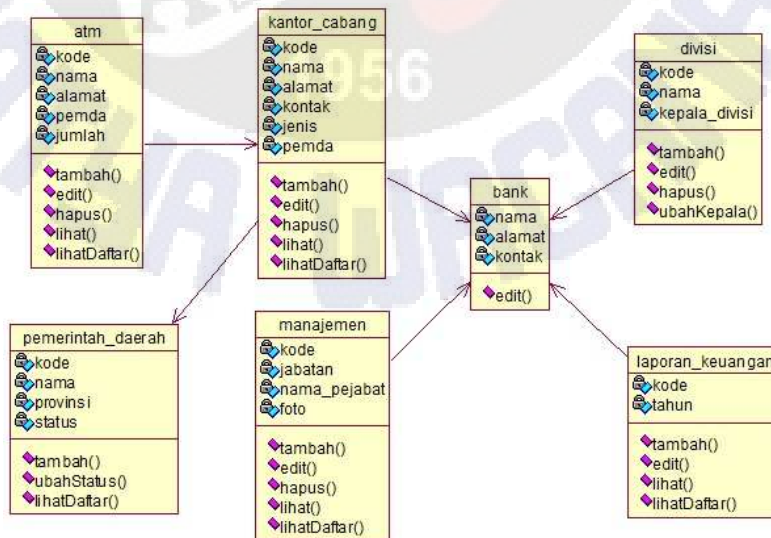 atm
kode
nama
alamat
pemda
jumlah
tambah()
edit()
hapus()
lihat()
lihatDaftar()
kantor_cabang
kode
nama
alamat
kontak
jenis
pemda
tambah()
edit()
hapus()
lihat()
lihatDaftar()
divisi
kode
nama
kepala_divisi
tambah()
edit()
hapus()
ubahKepala()
bank
nama
alamat
kontak
edit()
pemerintah_daerah
kode
nama
provinsi
status
tambah()
ubahStatus()
lihatDaftar()
manajemen
kode
jabatan
nama_pejabat
foto
tambah()
edit()
hapus()
lihat()
lihatDaftar()
laporan_keuangan
kode
tahun
tambah()
edit()
lihat()
lihatDaftar()
1956
WACANA